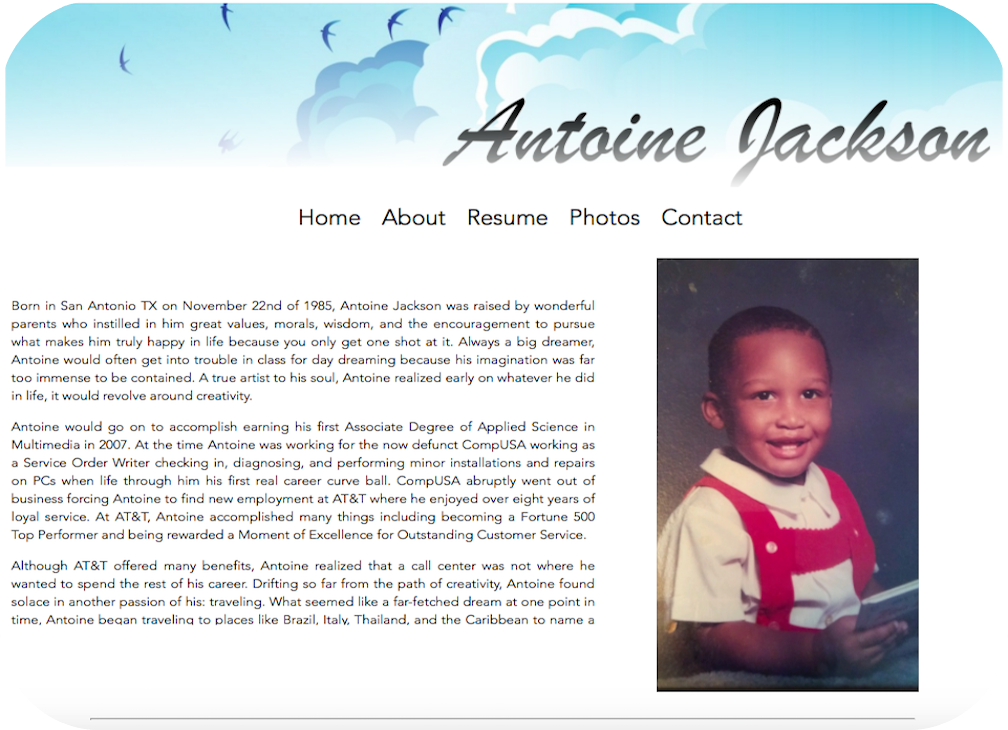 Antoine Jackson
Home About Resume Photos Contact
Born in San Antonio TX on November 22nd of 1985, Antoine Jackson was raised by wonderful
parents who instilled in him great values, morals, wisdom, and the encouragement to pursue
what makes him truly happy in life because you only get one shot at it. Always a big dreamer,
Antoine would often get into trouble in class for day dreaming because his imagination was far
too immense to be contained. A true artist to his soul, Antoine realized early on whatever he did
in life, it would revolve around creativity.
Antoine would go on to accomplish earning his first Associate Degree of Applied Science in
Multimedia in 2007. At the time Antoine was working for the now defunct CompUSA working as
a Service Order Writer checking in, diagnosing, and performing minor installations and repairs
on PCs when life through him his first real career curve ball. CompUSA abruptly went out of
business forcing Antoine to find new employment at AT&T where he enjoyed over eight years of
loyal service. At AT&T, Antoine accomplished many things including becoming a Fortune 500
Top Performer and being rewarded a Moment of Excellence for Outstanding Customer Service.
Although AT&T offered many benefits, Antoine realized that a call center was not where he
wanted to spend the rest of his career. Drifting so far from the path of creativity, Antoine found
solace in another passion of his: traveling. What seemed like a far-fetched dream at one point in
time, Antoine began traveling to places like Brazil, Italy, Thailand, and the Caribbean to name a